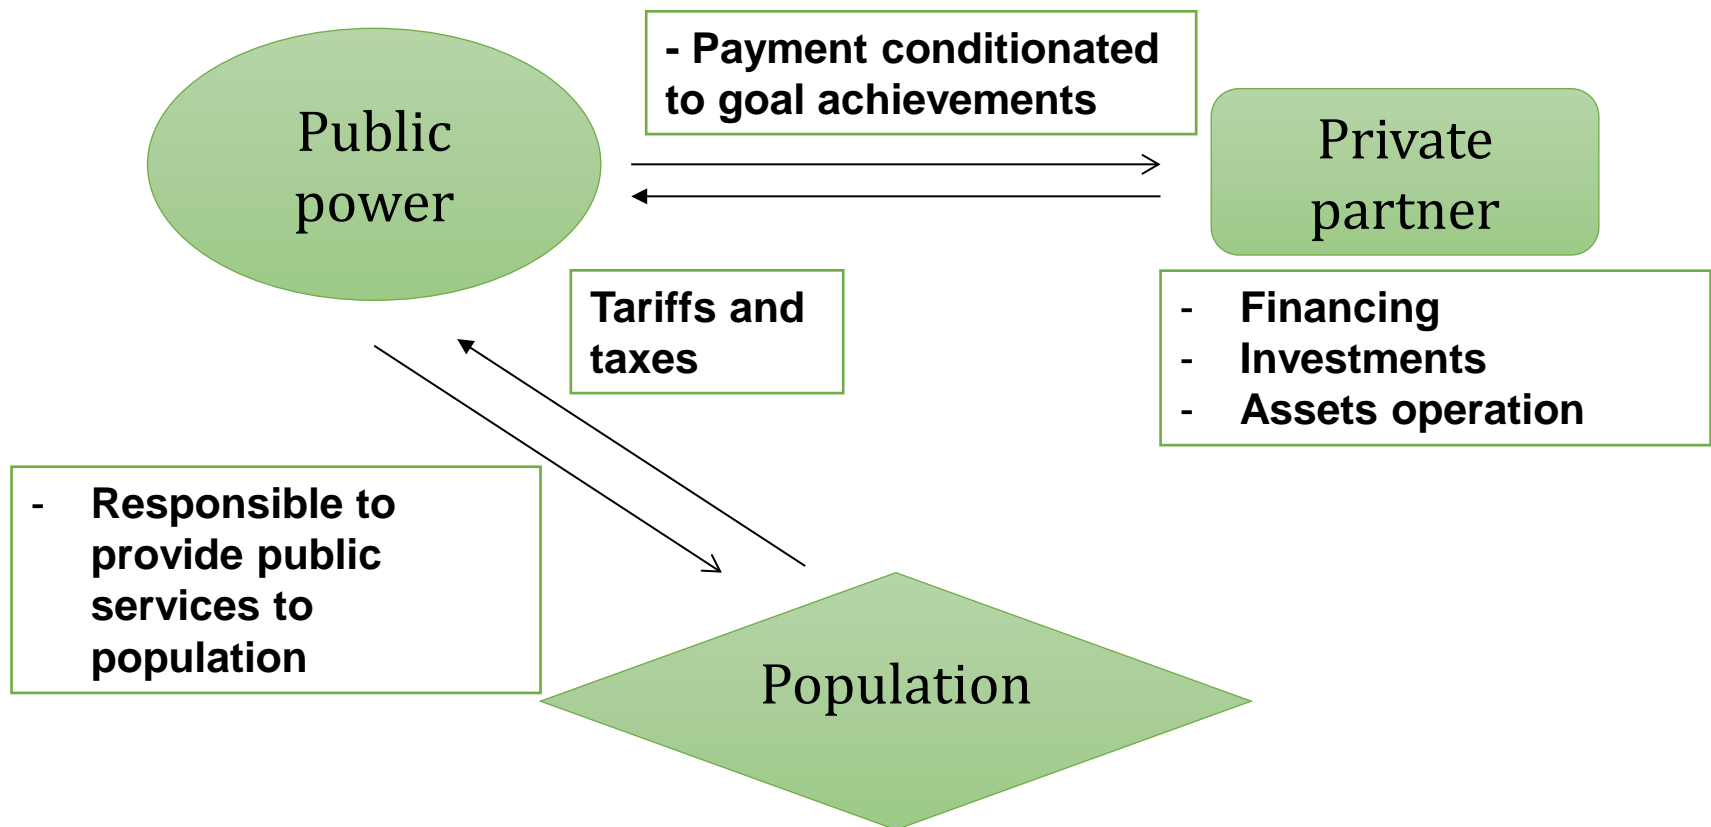 Public
power
- Payment conditionated
to goal achievements
Private
partner
Tariffs and
taxes
- Financing
- Investments
- Assets operation
- Responsible to
provide public
services to
population
Population